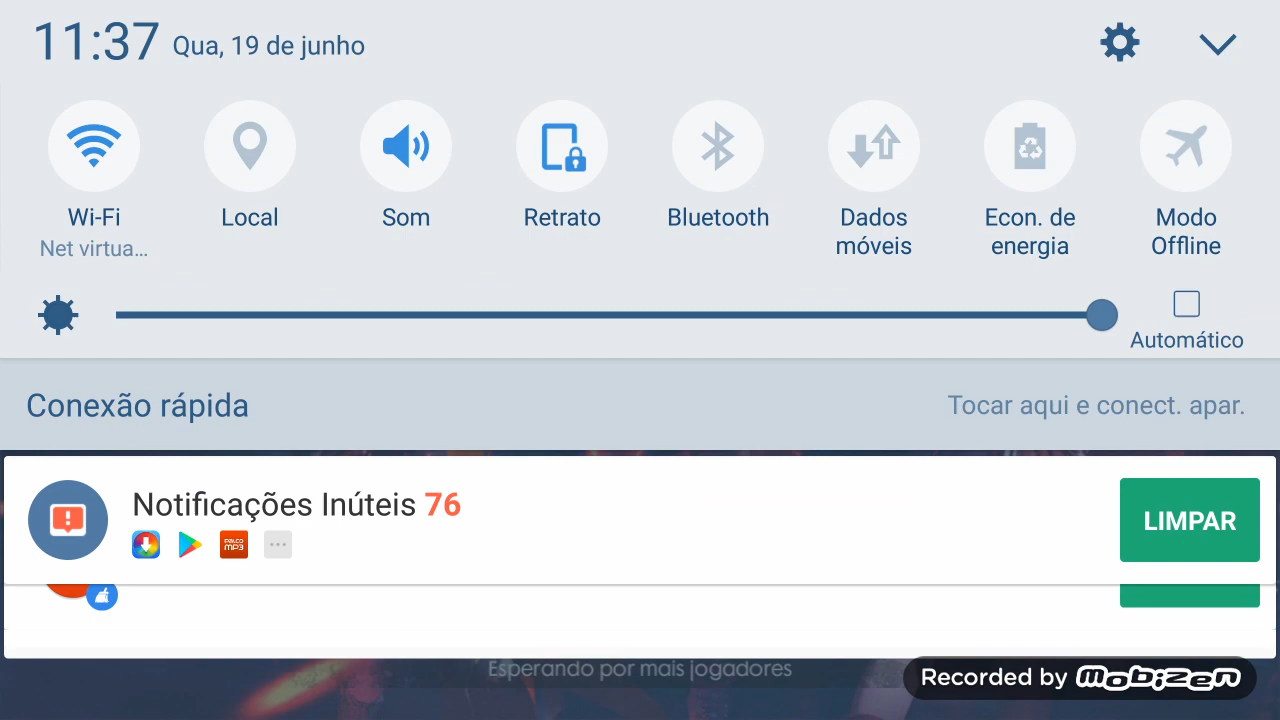 11:37 Qua, 19 de junho
Wi-Fi
Net virtua...
Local
Som
Retrato
Bluetooth
Dados
móveis
Econ. de
energia
Modo
Offline
Automático
Conexão rápida
Tocar aqui e conect. apar.
Notificações Inúteis 76
PALCO
MP3
LIMPAR
Esperando por mais jogadores
Recorded by mobizen